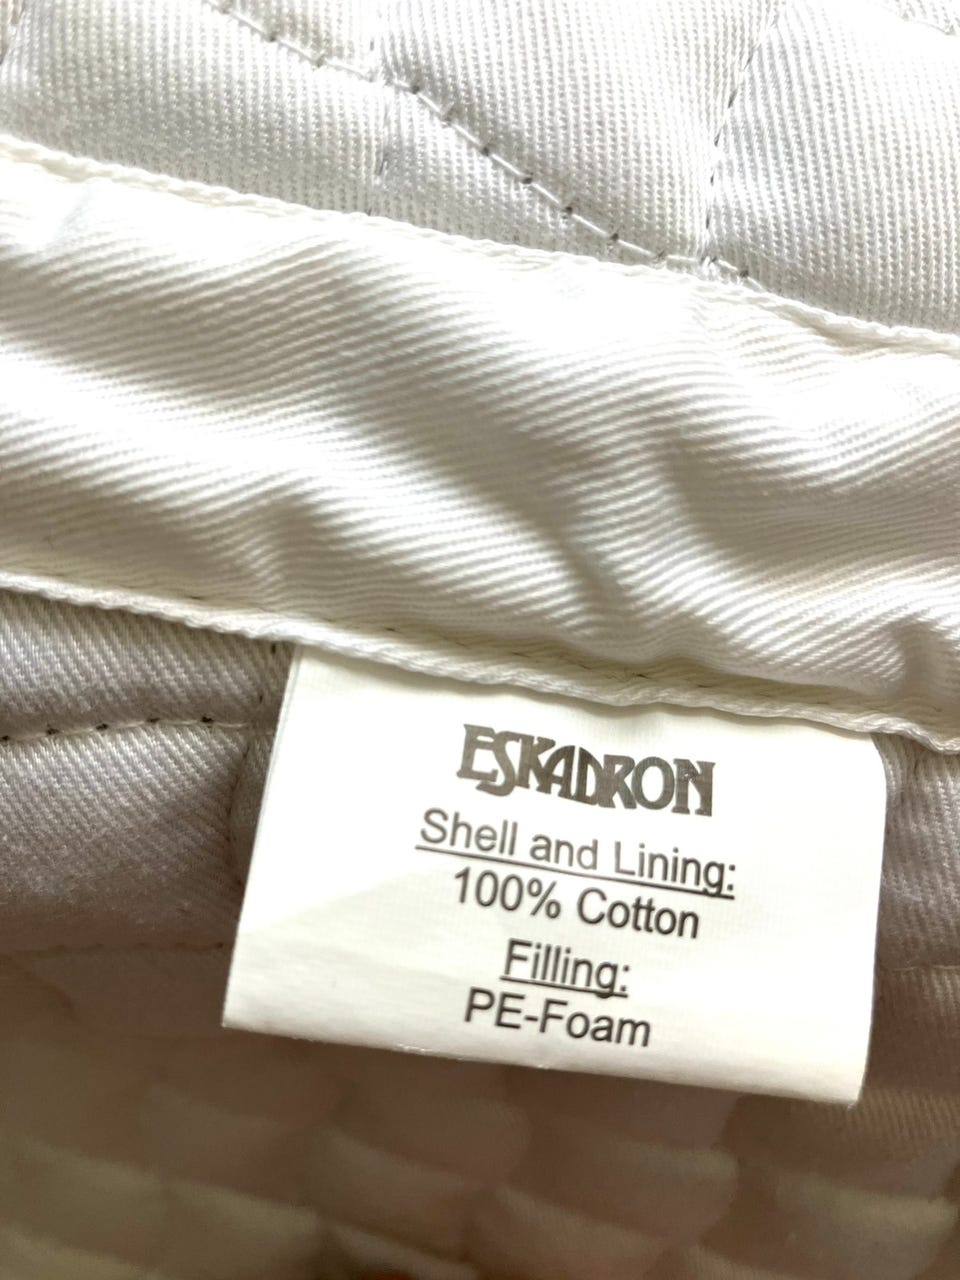 ESKADRON
Shell and Lining:
100% Cotton
Filling:
PE-Foam